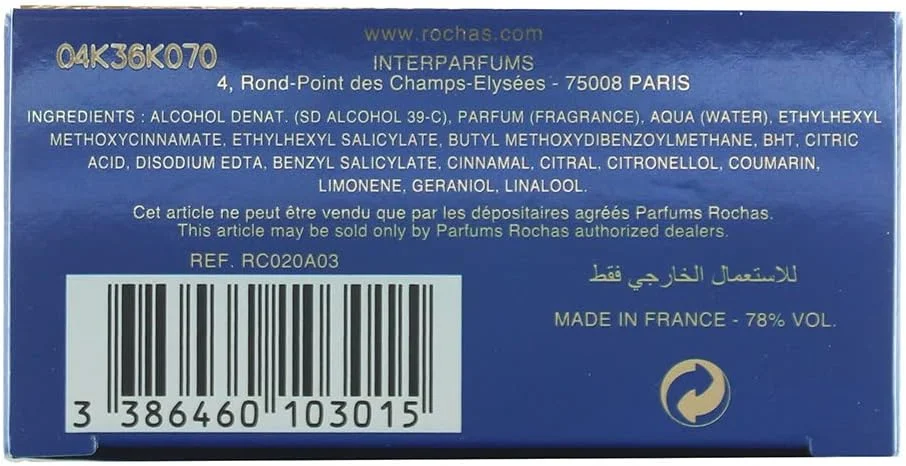 04K36K070
www.rochas.com
INTERPARFUMS
4, Rond-Point des Champs-Elysées - 75008 PARIS
INGREDIENTS : ALCOHOL DENAT. (SD ALCOHOL 39-C), PARFUM (FRAGRANCE), AQUA (WATER), ETHYLHEXYL
METHOXYCINNAMATE, ETHYLHEXYL SALICYLATE, BUTYL METHOXYDIBENZOYLMETHANE, BHT, CITRIC
ACID, DISODIUM EDTA, BENZYL SALICYLATE, CINNAMAL, CITRAL, CITRONELLOL, COUMARIN,
LIMONENE, GERANIOL, LINALOOL.
Cet article ne peut être vendu que par les dépositaires agréés Parfums Rochas.
This article may be sold only by Parfums Rochas authorized dealers.
REF. RC020A03
3 386460 103015
للاستعمال الخارجي فقط
MADE IN FRANCE - 78% VOL.